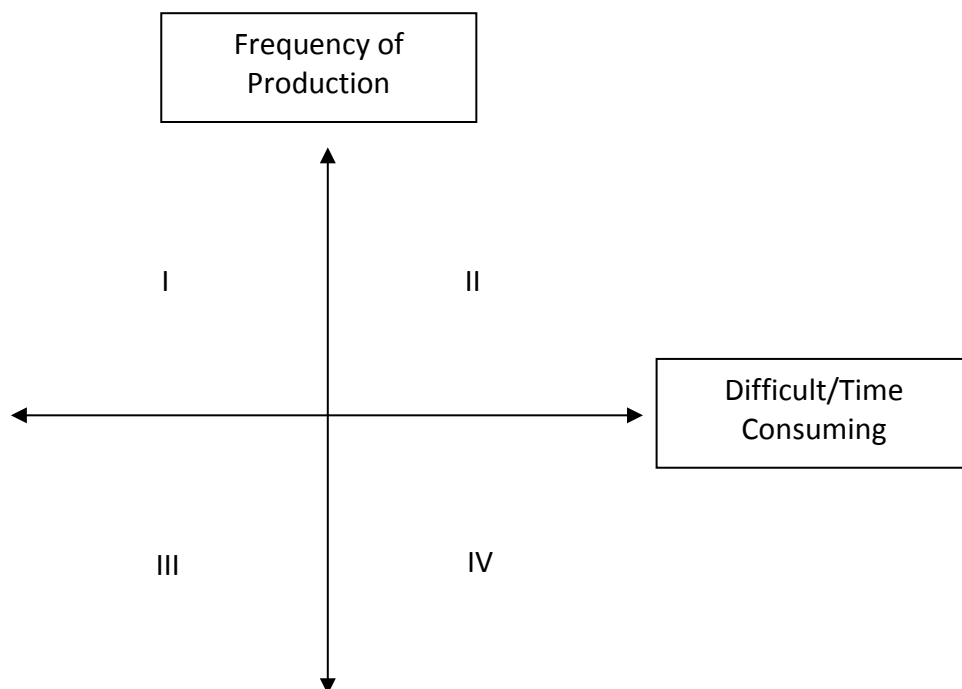 Frequency of
Production
I
II
Difficult/Time
Consuming
III
IV